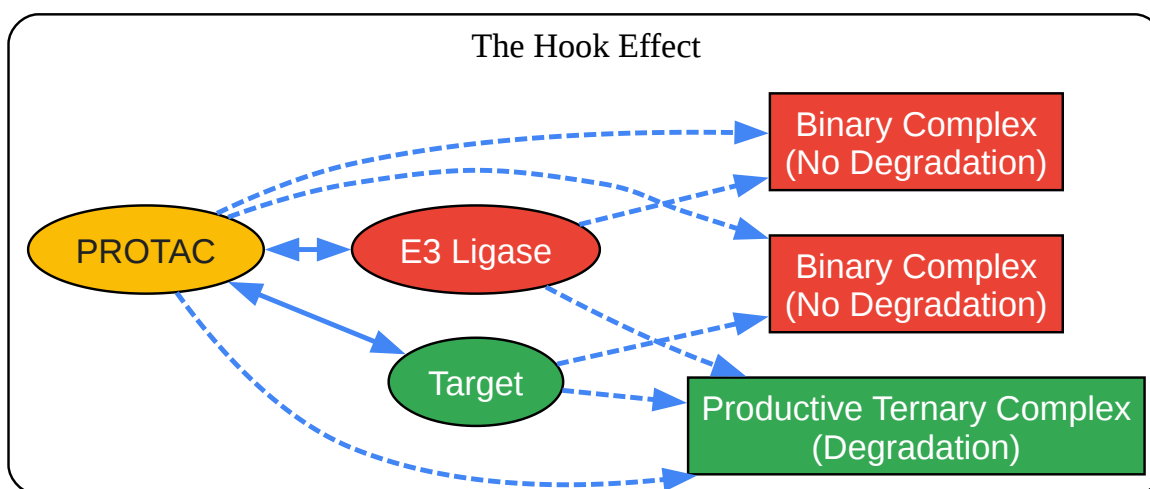 The Hook Effect
Binary Complex
(No Degradation)
PROTAC
E3 Ligase
Binary Complex
(No Degradation)
Target
Productive Ternary Complex
(Degradation)